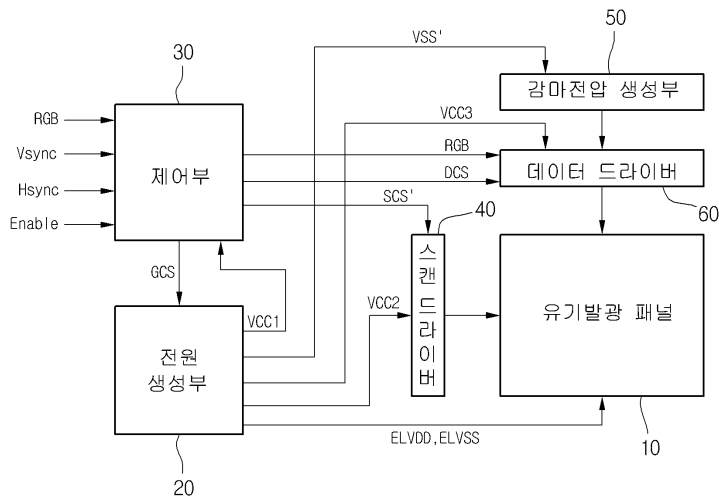 VSS'
50
30
감마전압 생성부
RGB
VCC3
Vsync
제어부
RGB
데이터 드라이버
Hsync
DCS
60
SCS'
40
Enable
GCS
VCC1
VCC2
스캔 드라이버
유기발광 패널
전원
생성부
ELVDD,ELVSS
10
20